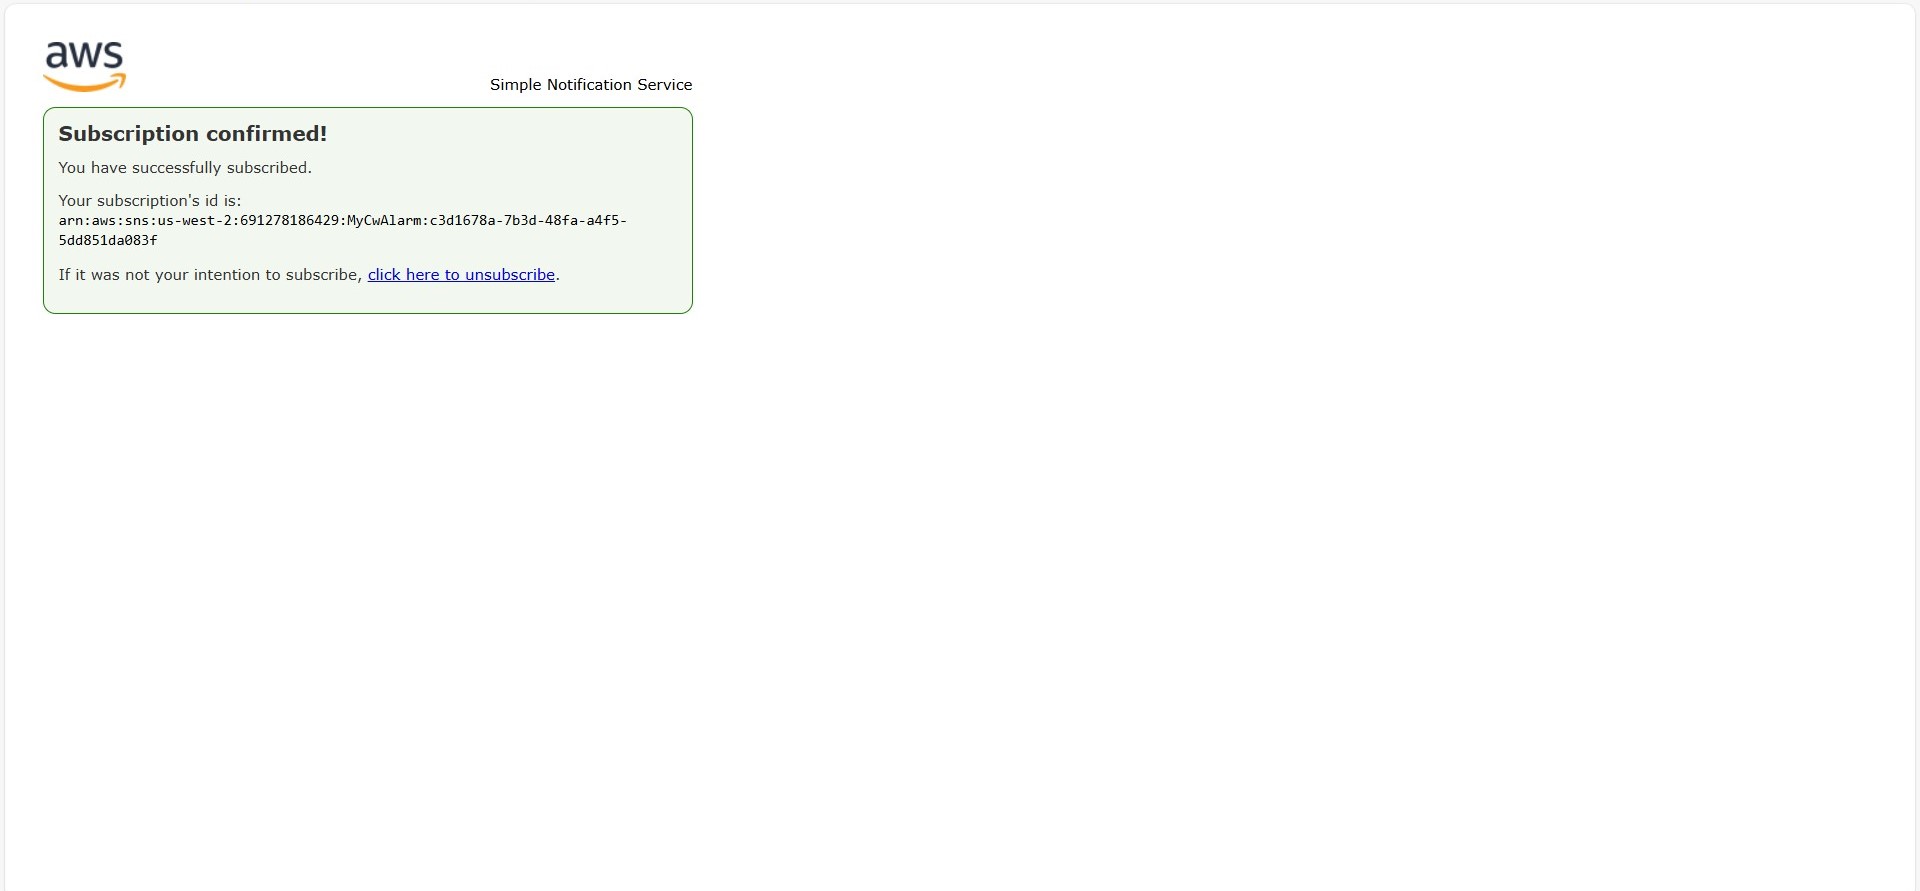 aws
Simple Notification Service
Subscription confirmed!
You have successfully subscribed.
Your subscription's id is:
arn:aws:sns:us-west-2:691278186429:MyCwAlarm:c3d1678a-7b3d-48fa-a4f5-
5dd851da083f
If it was not your intention to subscribe, click here to unsubscribe.